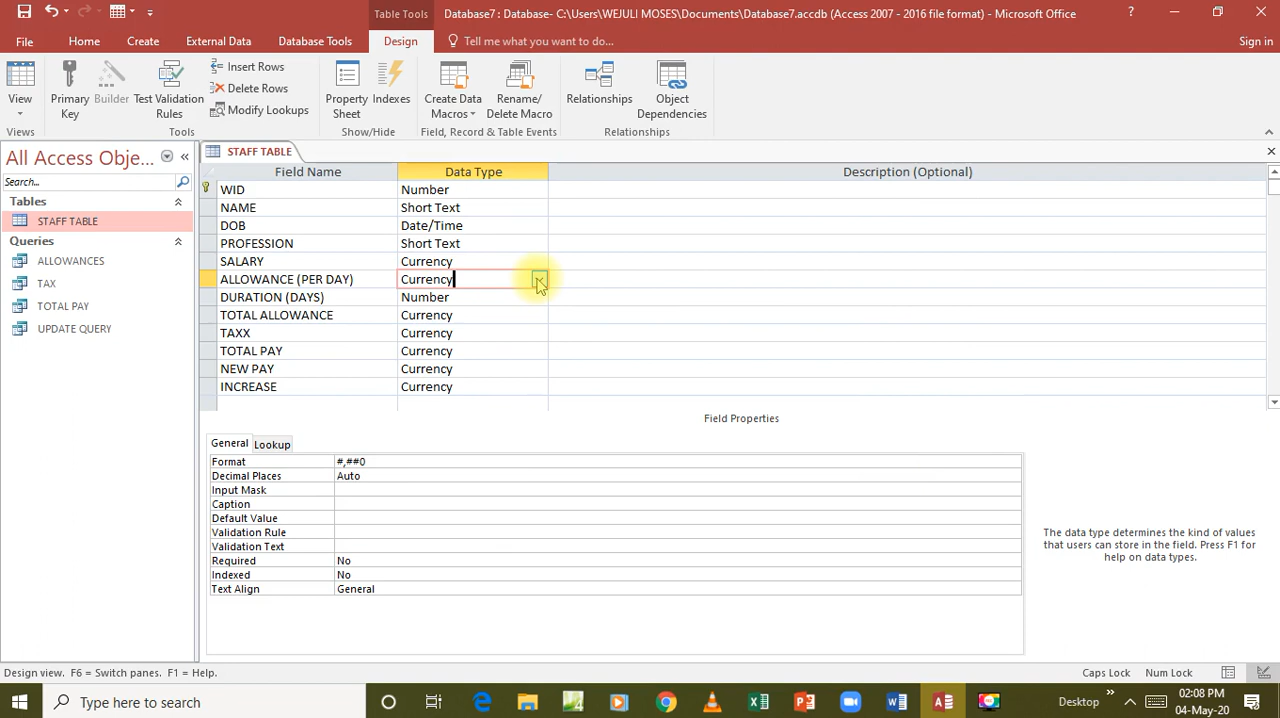 Table Tools
Database7 : Database- C:\Users\WEJULI MOSES\Documents\Database7.accdb (Access 2007 - 2016 file format) - Microsoft Office
?
File
Home
Create
External Data
Database Tools
Design
Tell me what you want to do...
Sign in
View
Primary Key
Builder
Test Validation Rules
Insert Rows
Delete Rows
Modify Lookups
Property Sheet
Indexes
Create Data Macros
Rename/ Delete Macro
Relationships
Object Dependencies
Views
Tools
Show/Hide
Field, Record & Table Events
Relationships
All Access Obje...
Search...
Tables
STAFF TABLE
Queries
ALLOWANCES
TAX
TOTAL PAY
UPDATE QUERY
STAFF TABLE
Field Name Data Type Description (Optional)
WID Number
NAME Short Text
DOB Date/Time
PROFESSION Short Text
SALARY Currency
ALLOWANCE (PER DAY) Currency
DURATION (DAYS) Number
TOTAL ALLOWANCE Currency
TAXX Currency
TOTAL PAY Currency
NEW PAY Currency
INCREASE Currency
Field Properties
General Lookup
Format #,##0
Decimal Places Auto
Input Mask
Caption
Default Value
Validation Rule
Validation Text
Required No
Indexed No
Text Align General
The data type determines the kind of values
that users can store in the field. Press F1 for
help on data types.
Design view. F6 = Switch panes. F1 = Help.
Caps Lock Num Lock
Type here to search
Desktop
02:08 PM
04-May-20